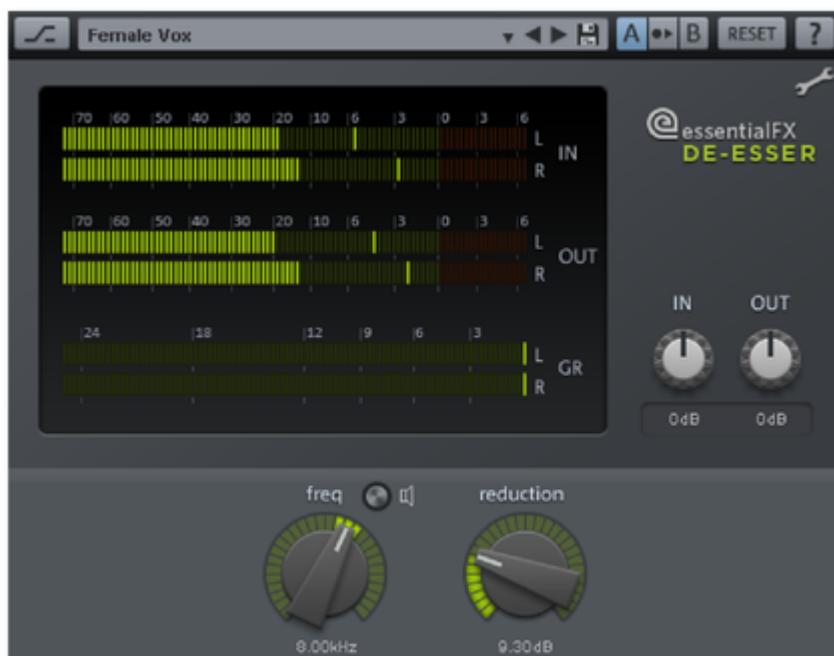 Female Vox
A B RESET ?
70 60 50 40 30 20 10 6 3 0 3 6
L
IN
R
70 60 50 40 30 20 10 6 3 0 3 6
L
OUT
R
24 18 12 9 6 3
L
GR
R
essentialFX
DE-ESSER
IN OUT
0dB 0dB
freq reduction
8.00kHz 9.30dB